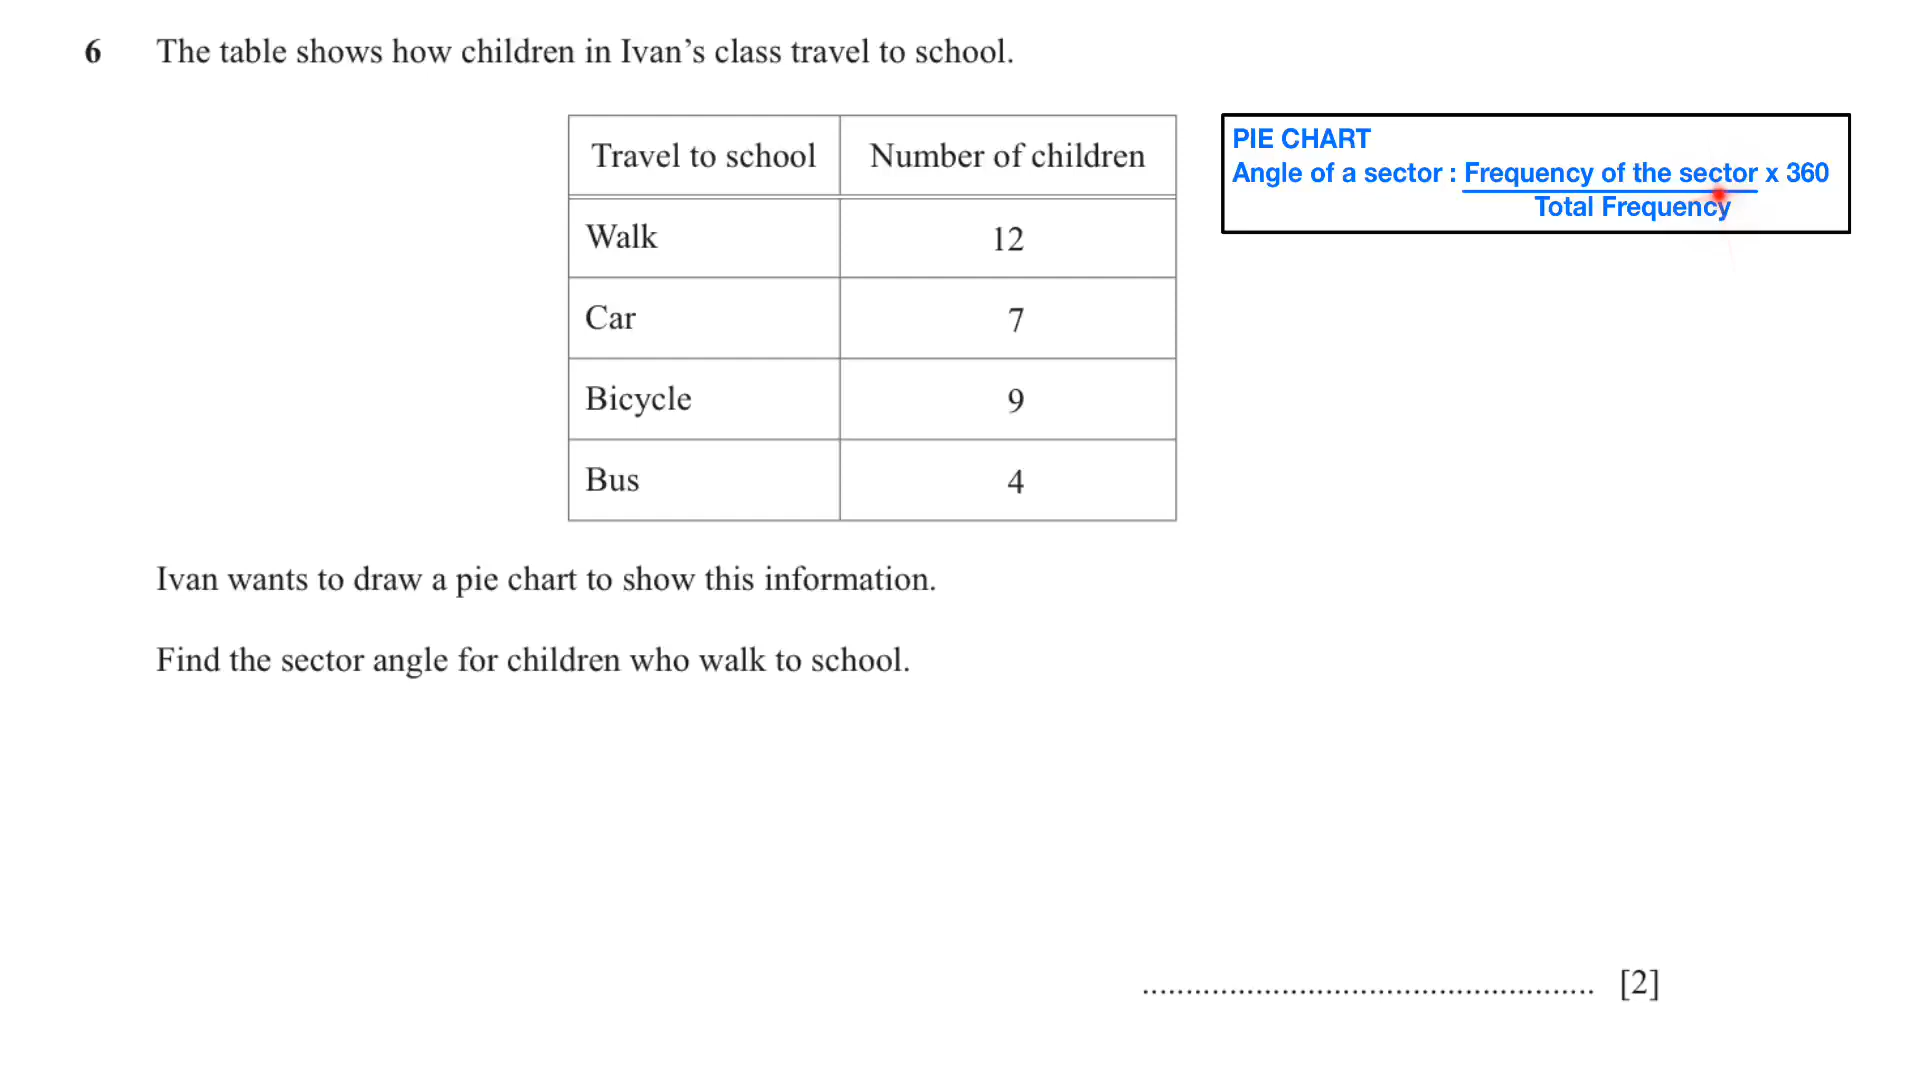 6 The table shows how children in Ivan’s class travel to school.
Travel to school Number of children
Walk 12
Car 7
Bicycle 9
Bus 4
PIE CHART
Angle of a sector : Frequency of the sector x 360
Total Frequency
Ivan wants to draw a pie chart to show this information.
Find the sector angle for children who walk to school.
.................................................... [2]